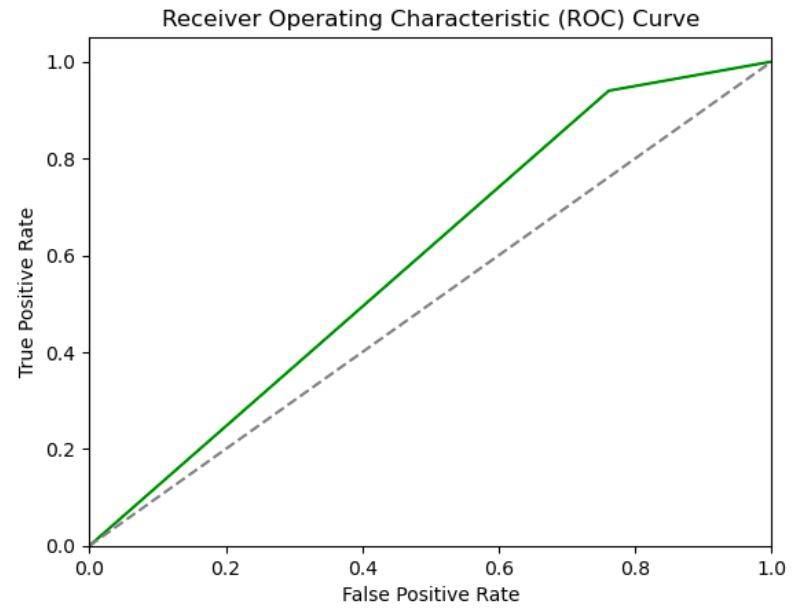 Receiver Operating Characteristic (ROC) Curve
1.0
0.8
0.6
0.4
0.2
0.0
True Positive Rate
0.0 0.2 0.4 0.6 0.8 1.0
False Positive Rate